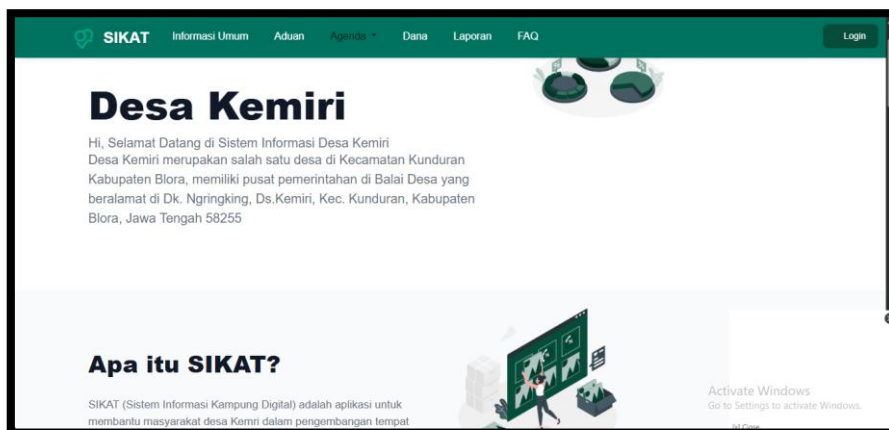 SIKAT Informasi Umum Aduan Agenda Dana Laporan FAQ Login
Desa Kemiri
Hi, Selamat Datang di Sistem Informasi Desa Kemiri
Desa Kemiri merupakan salah satu desa di Kecamatan Kunduran
Kabupaten Blora, memiliki pusat pemerintahan di Balai Desa yang
beralamat di Dk. Ngringking, Ds.Kemiri, Kec. Kunduran, Kabupaten
Blora, Jawa Tengah 58255
Apa itu SIKAT?
SIKAT (Sistem Informasi Kampung Digital) adalah aplikasi untuk
membantu masyarakat desa Kemri dalam pengembangan tempat
Activate Windows
Go to Settings to activate Windows.
[x] Close